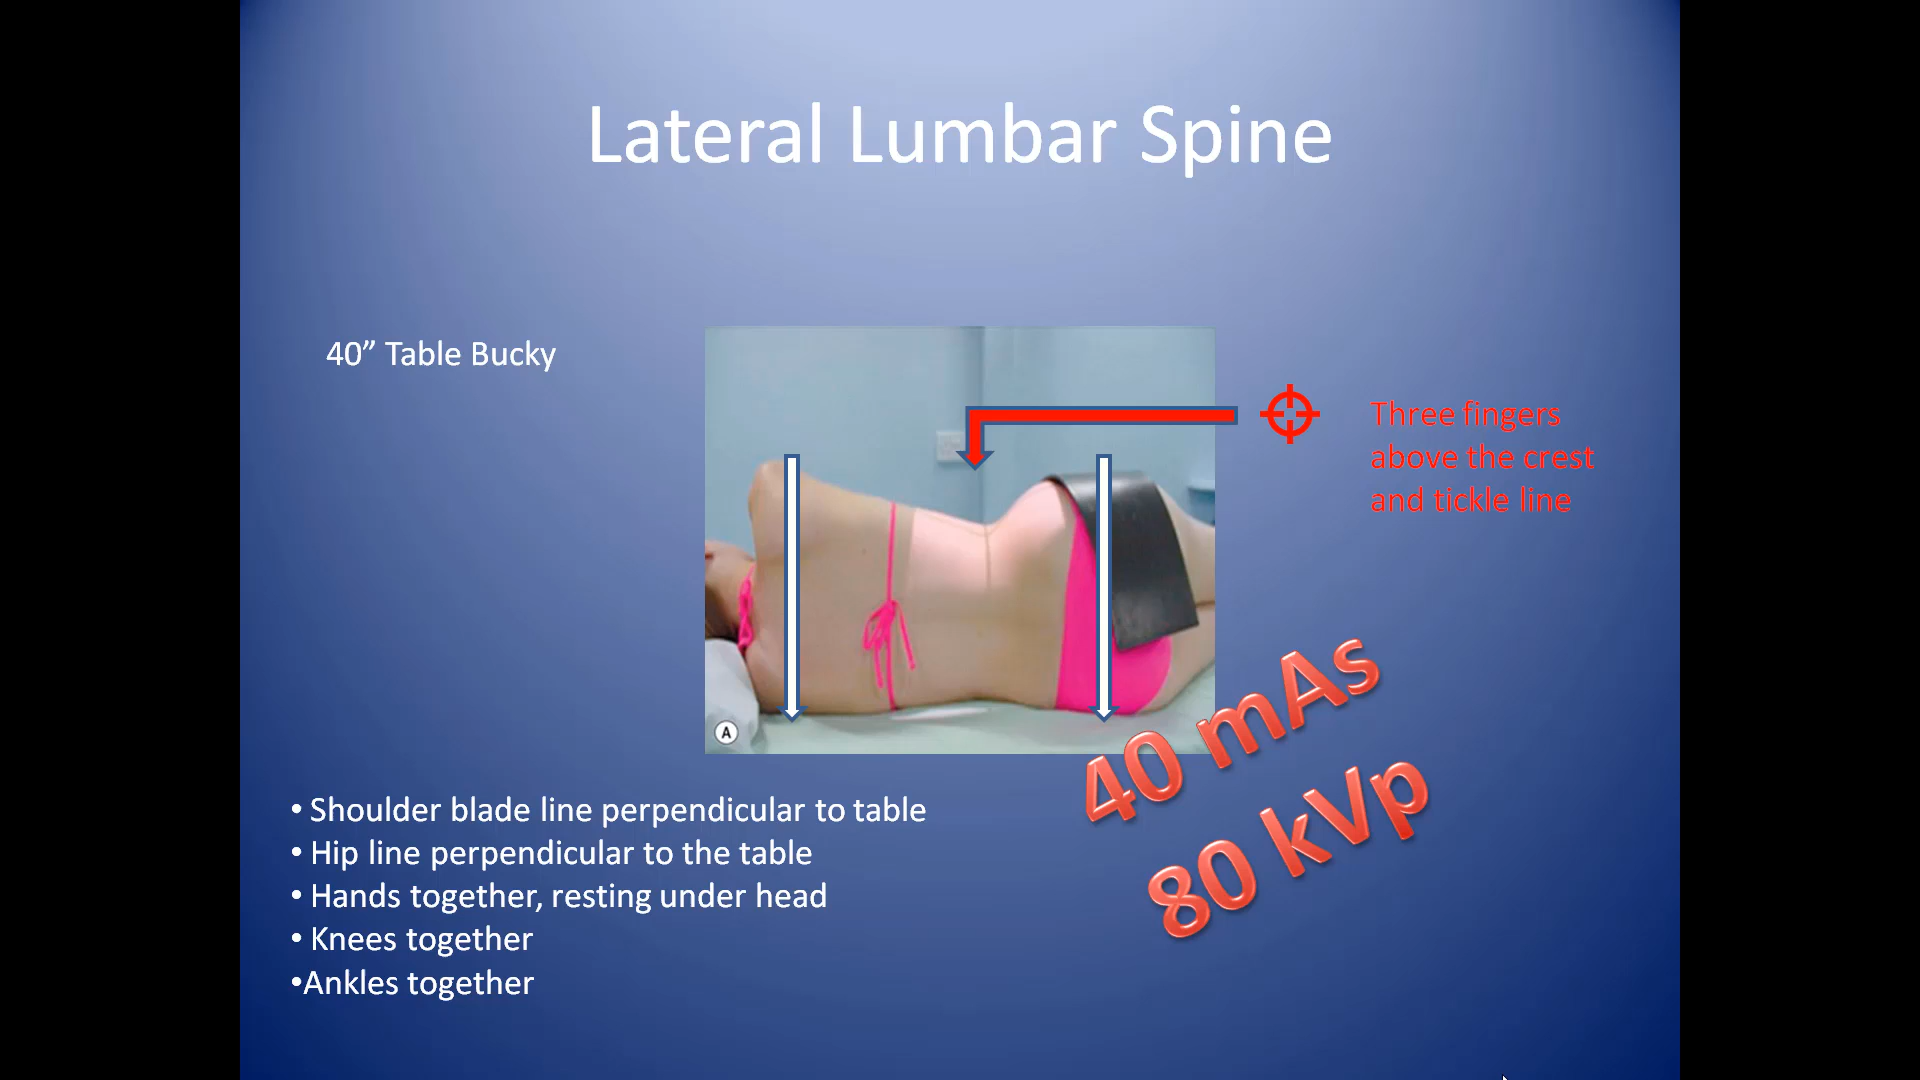 Lateral Lumbar Spine
40” Table Bucky
Three fingers
above the crest
and tickle line
A
40 mAs
80 kVp
• Shoulder blade line perpendicular to table
• Hip line perpendicular to the table
• Hands together, resting under head
• Knees together
•Ankles together